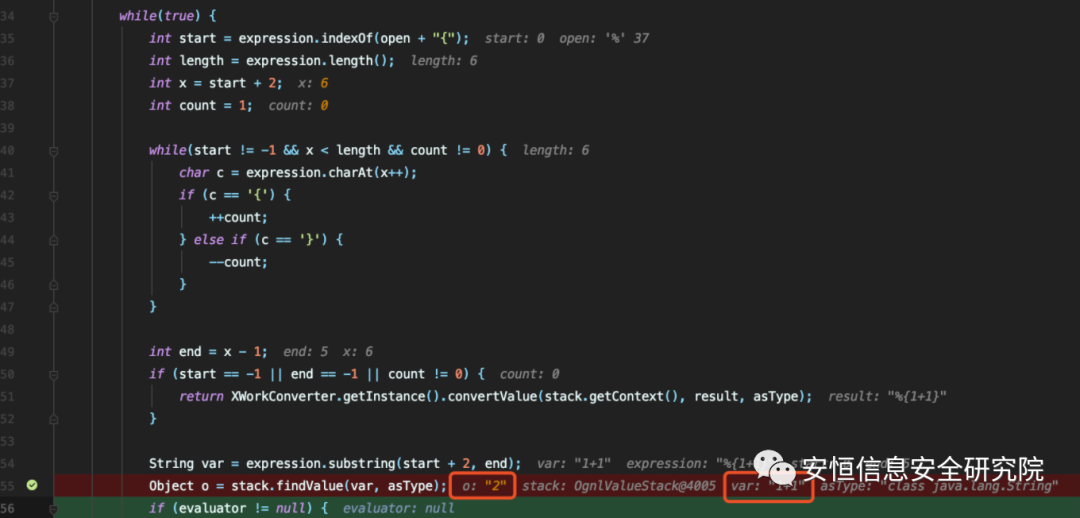 34 while(true) {
35 int start = expression.indexOf(open + "{"); start: 0 open: '%' 37
36 int length = expression.length(); length: 6
37 int x = start + 2; x: 6
38 int count = 1; count: 0
39
40 while(start != -1 && x < length && count != 0) { length: 6
41 char c = expression.charAt(x++);
42 if (c == '{') {
43 ++count;
44 } else if (c == '}') {
45 --count;
46 }
47 }
48
49 int end = x - 1; end: 5 x: 6
50 if (start == -1 || end == -1 || count != 0) { count: 0
51 return XWorkConverter.getInstance().convertValue(stack.getContext(), result, asType); result: "%{1+1}"
52 }
53
54 String var = expression.substring(start + 2, end); var: "1+1" expression: "%{1+
安恒信息安全研究院
55 Object o = stack.findValue(var, asType); o: "2" stack: OgnlValueStack@4005 var: "1+1" asType: "class java.lang.String"
56 if (evaluator != null) { evaluator: null